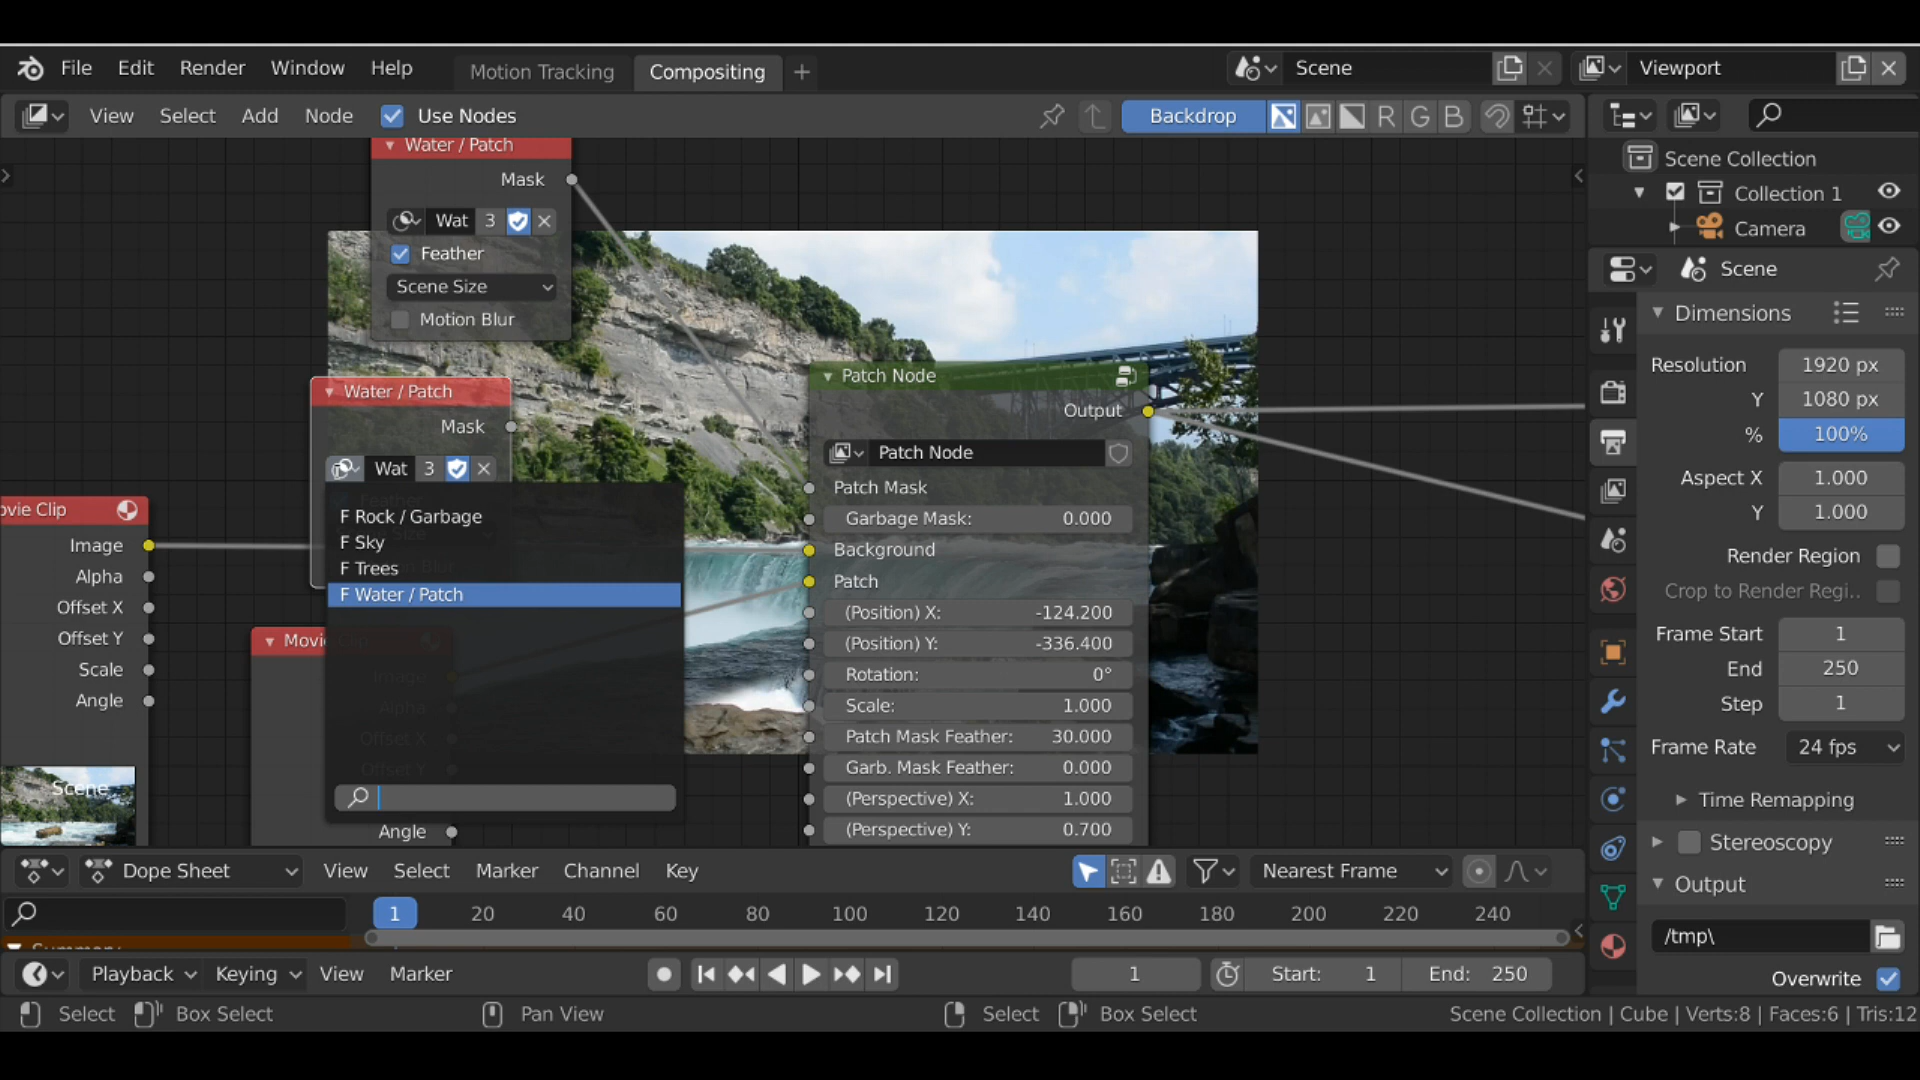 File Edit Render Window Help Motion Tracking Compositing + Scene Viewport
View Select Add Node Use Nodes Backdrop R G B
Water / Patch
Mask
Wat 3
Feather
Scene Size
Motion Blur
Water / Patch
Mask
Wat 3
F Rock / Garbage
F Sky
F Trees
F Water / Patch
ovie Clip
Image
Alpha
Offset X
Offset Y
Scale
Angle
Scene
Movie Clip
Image
Alpha
Offset X
Offset Y
Angle
Patch Node
Output
Patch Node
Patch Mask
Garbage Mask: 0.000
Background
Patch
(Position) X: -124.200
(Position) Y: -336.400
Rotation: 0°
Scale: 1.000
Patch Mask Feather: 30.000
Garb. Mask Feather: 0.000
(Perspective) X: 1.000
(Perspective) Y: 0.700
Scene Collection
Collection 1
Camera
Scene
Dimensions
Resolution 1920 px
Y 1080 px
% 100%
Aspect X 1.000
Y 1.000
Render Region
Crop to Render Regi..
Frame Start 1
End 250
Step 1
Frame Rate 24 fps
Time Remapping
Stereoscopy
Output
/tmp\
Overwrite
Dope Sheet View Select Marker Channel Key Nearest Frame
1 20 40 60 80 100 120 140 160 180 200 220 240
Summary
Playback Keying View Marker 1 Start: 1 End: 250
Select Box Select Pan View Select Box Select Scene Collection | Cube | Verts:8 | Faces:6 | Tris:12